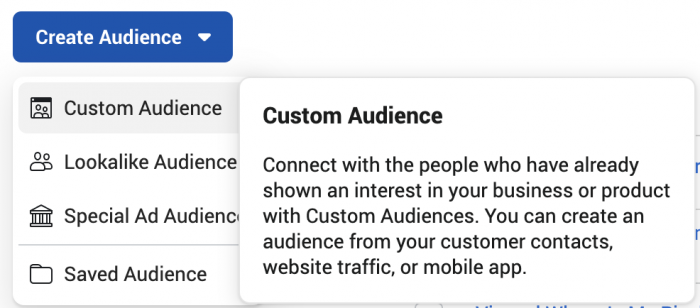 Create Audience
Custom Audience
Lookalike Audience
Special Ad Audienc
Saved Audience
Custom Audience
Connect with the people who have already
shown an interest in your business or product
with Custom Audiences. You can create an
audience from your customer contacts,
website traffic, or mobile app.